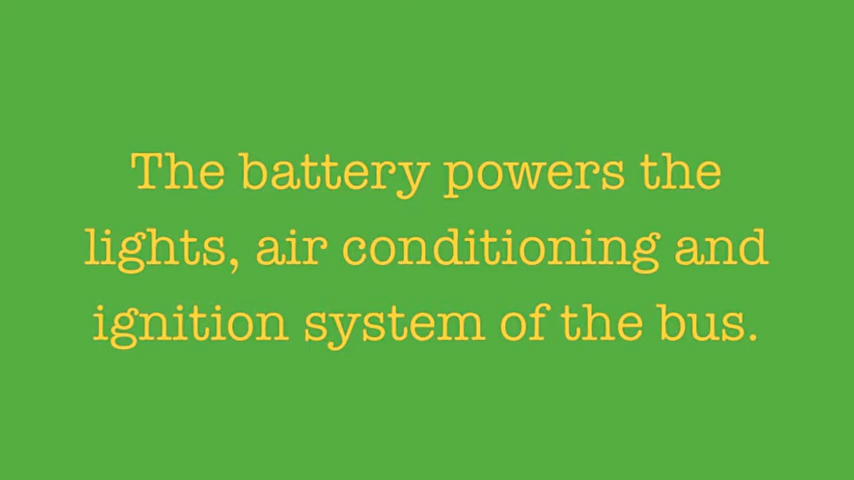 The battery powers the
lights, air conditioning and
ignition system of the bus.